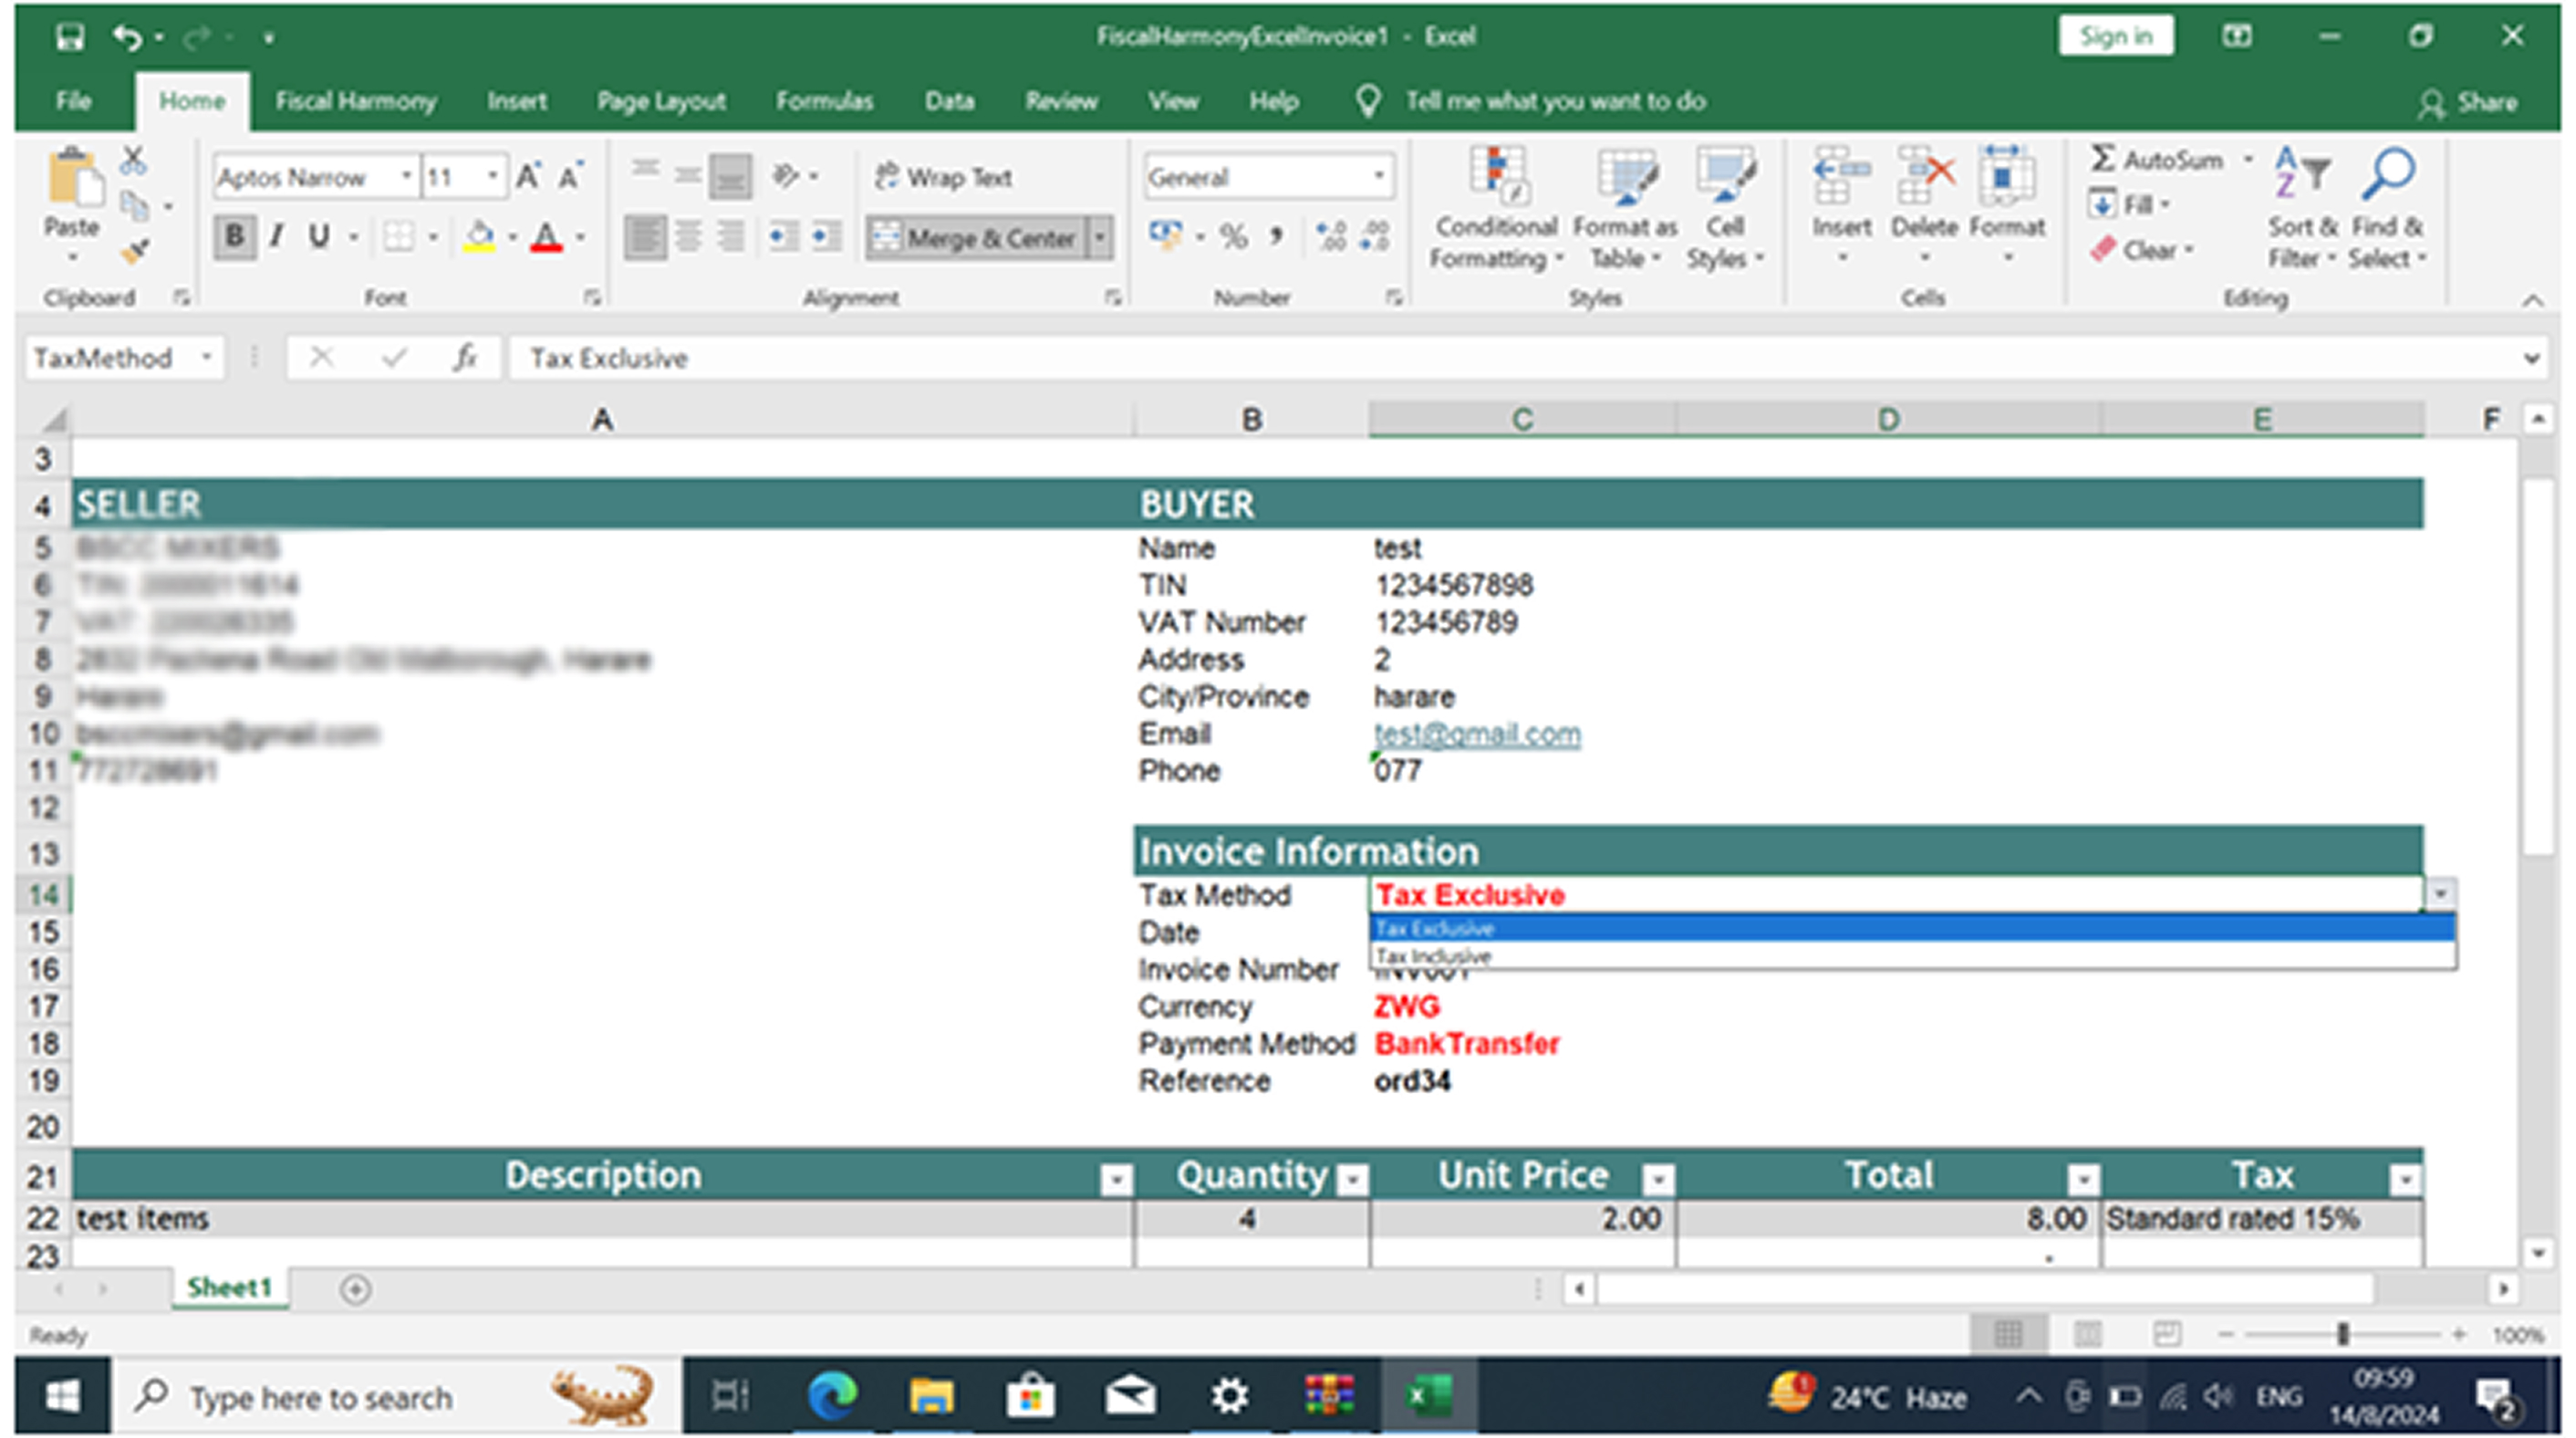 FiscalHarmonyExcelInvoice1 - Excel
Sign in
File Home Fiscal Harmony Insert Page Layout Formulas Data Review View Help Tell me what you want to do Share
Paste
Clipboard
Aptos Narrow 11
B I U
Font
Wrap Text
Merge & Center
Alignment
General
Number
Conditional Formatting
Format as Table
Cell Styles
Styles
Insert Delete Format
Cells
AutoSum
Fill
Clear
Sort & Filter
Find & Select
Editing
TaxMethod fx Tax Exclusive
A B C D E F
3
4 SELLER BUYER
5 Name test
6 TIN 1234567898
7 VAT Number 123456789
8 Harare Address 2
9 City/Province harare
10 Email test@gmail.com
11 Phone 077
12
13 Invoice Information
14 Tax Method Tax Exclusive
15 Date Tax Exclusive
Tax Inclusive
16 Invoice Number
17 Currency ZWG
18 Payment Method BankTransfer
19 Reference ord34
20
21 Description Quantity Unit Price Total Tax
22 test items 4 2.00 8.00 Standard rated 15%
23 -
Sheet1
Ready 100%
Type here to search
24°C Haze ENG 09:59
14/8/2024
2